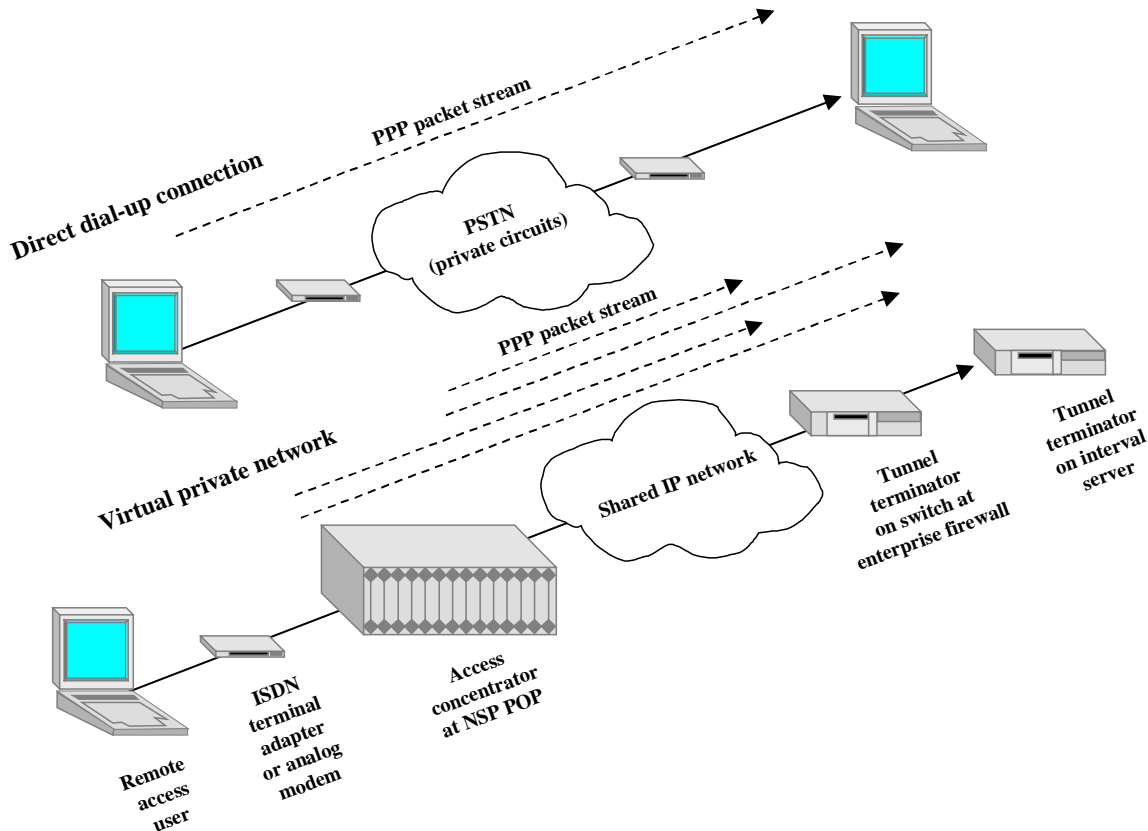 PPP packet stream
Direct dial-up connection
PSTN
(private circuits)
PPP packet stream
Virtual private network
Shared IP network
Tunnel
terminator
on interval
server
Tunnel
terminator
on switch at
enterprise firewall
Access
concentrator
at NSP POP
ISDN
terminal
adapter
or analog
modem
Remote
access
user